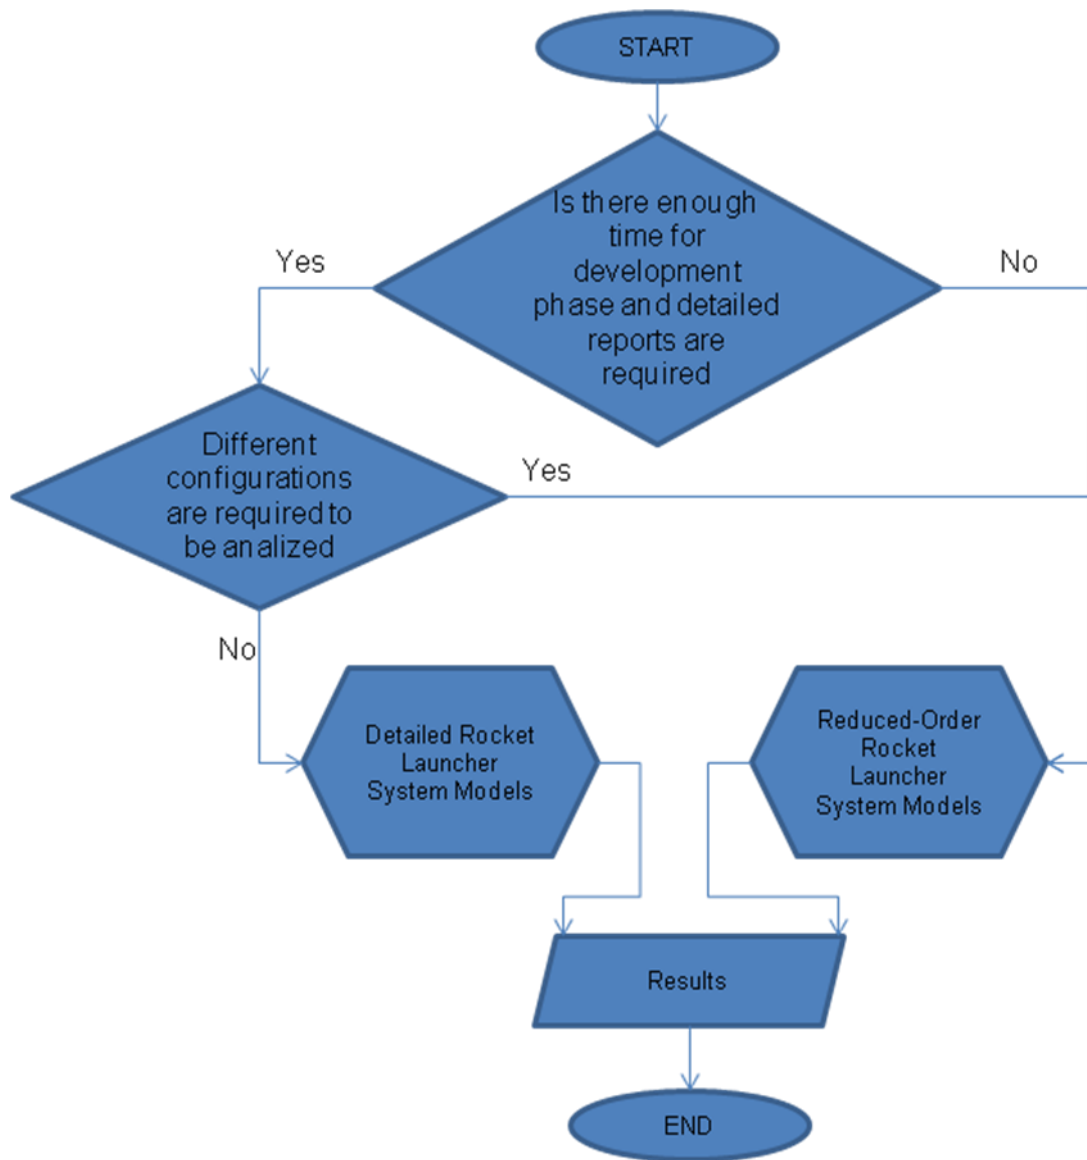 START
Is there enough
time for
development
phase and detailed
reports are
required
Yes
No
Different
configurations
are required to
be analized
Yes
No
Detailed Rocket
Launcher
System Models
Reduced-Order
Rocket
Launcher
System Models
Results
END